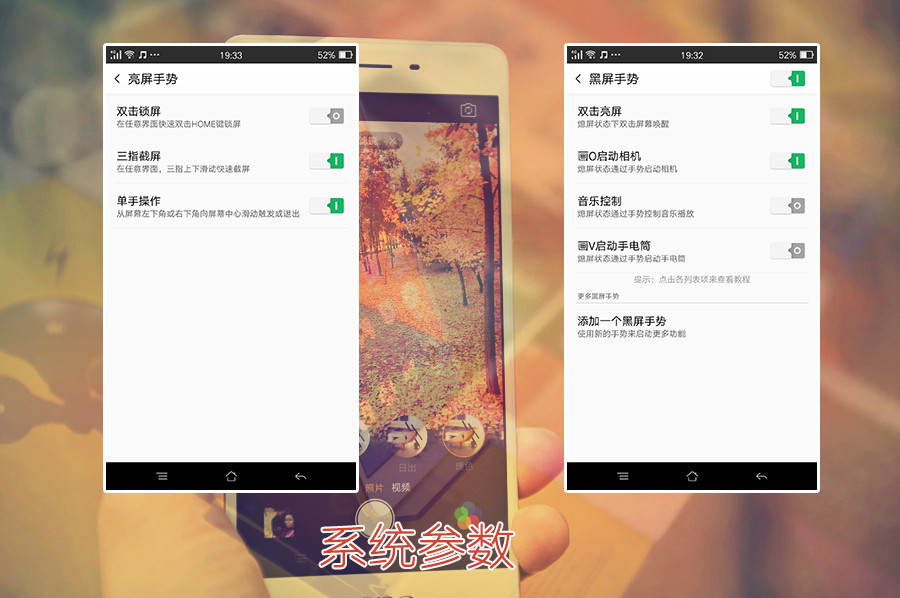 19:33
52%
亮屏手势
双击锁屏
在任意界面快速双击HOME键锁屏
三指截屏
在任意界面，三指上下滑动快速截屏
单手操作
从屏幕左下角或右下角向屏幕中心滑动触发或退出
19:32
52%
黑屏手势
双击亮屏
熄屏状态下双击屏幕唤醒
画O启动相机
熄屏状态通过手势启动相机
音乐控制
熄屏状态通过手势控制音乐播放
画V启动手电筒
熄屏状态通过手势启动手电筒
提示：点击各列表项来查看教程
更多黑屏手势
添加一个黑屏手势
使用新的手势来启动更多功能
日出
照片 视频
系统参数